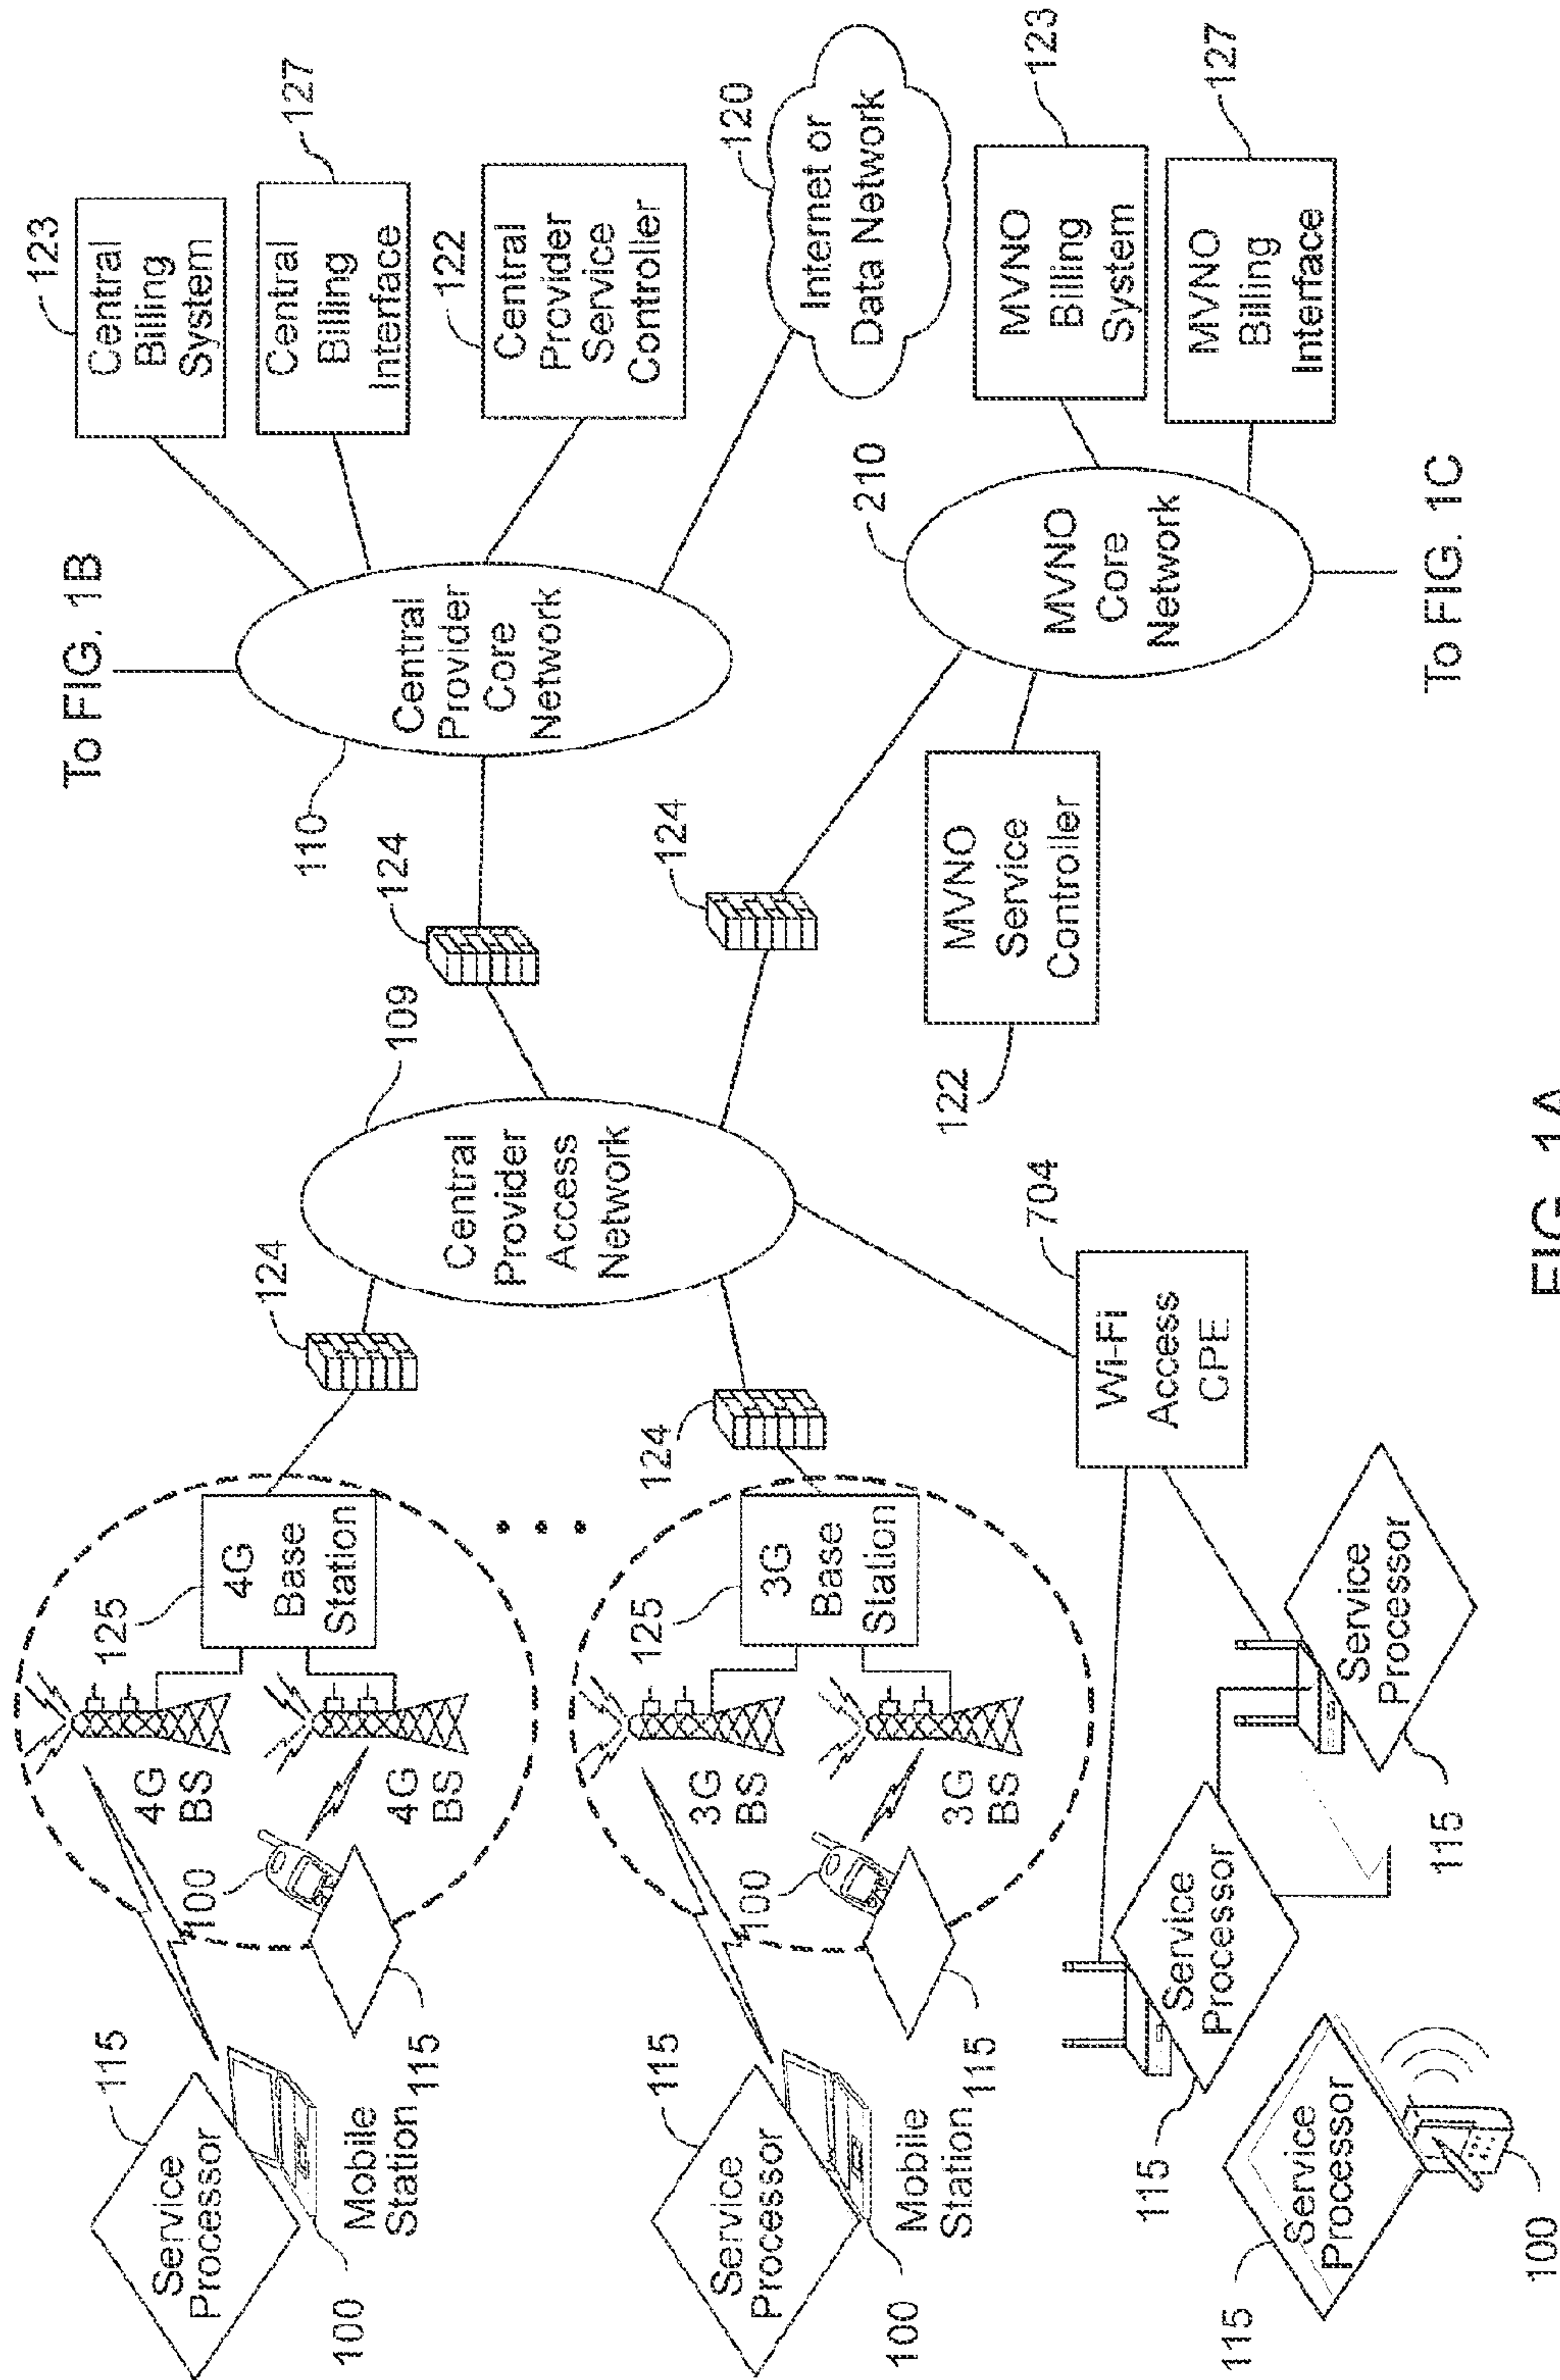 To FIG. 1B
123
Central
Billing
System
127
Central
Billing
Interface
122
Central
Provider
Service
Controller
120
Internet or
Data Network
110
Central
Provider
Core
Network
124
124
109
Central
Provider
Access
Network
210
MVNO
Core
Network
MVNO
Billing
System
123
MVNO
Billing
Interface
127
MVNO
Service
Controller
122
To FIG. 1C
124
124
125
4G
Base
Station
4G
BS
4G
BS
100
115
Service
Processor
100
Mobile
Station
115
125
3G
Base
Station
3G
BS
3G
BS
100
115
Service
Processor
100
Mobile
Station
115
704
Wi-Fi
Access
CPE
Service
Processor
115
Service
Processor
115
Service
Processor
115
100
FIG. 1A